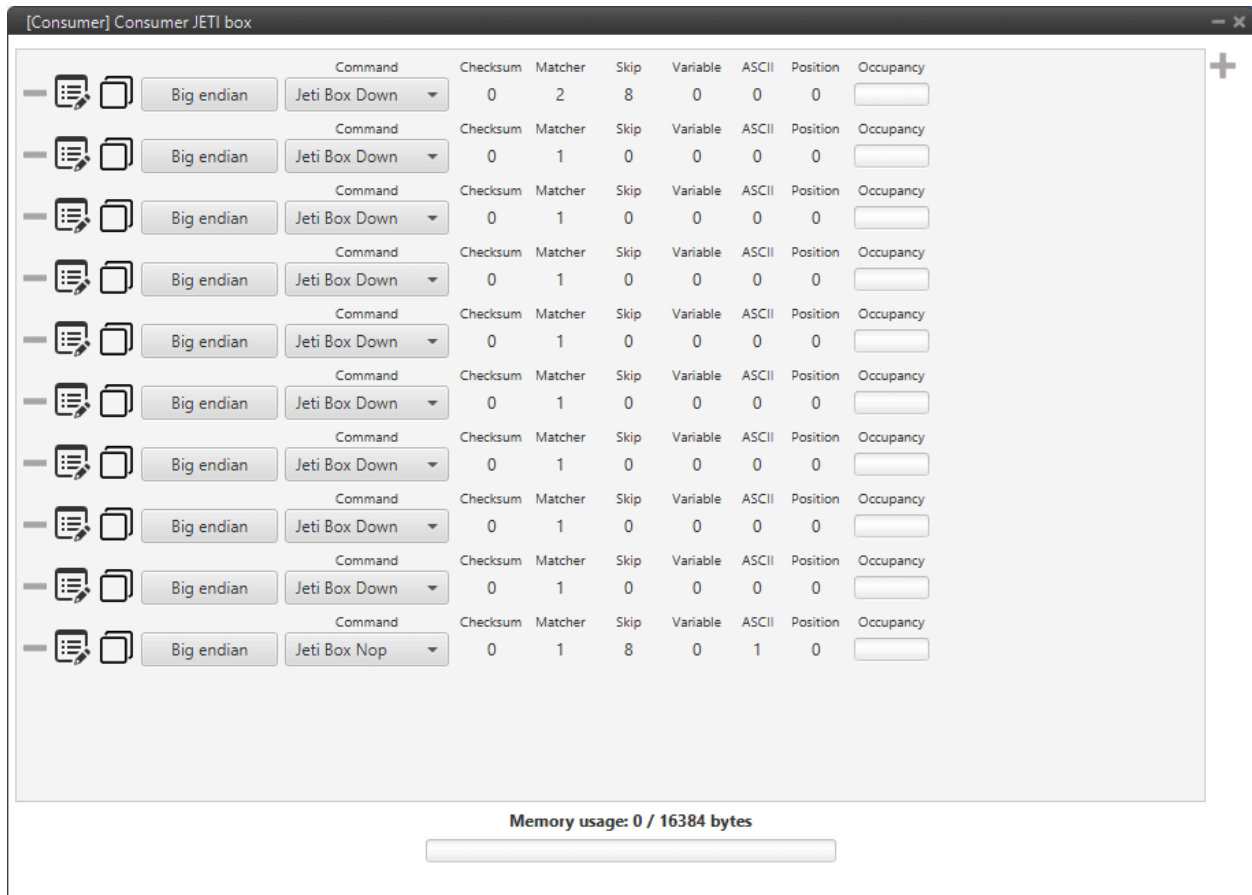 [Consumer] Consumer JETI box
Command Checksum Matcher Skip Variable ASCII Position Occupancy
Big endian Jeti Box Down 0 2 8 0 0 0
Command Checksum Matcher Skip Variable ASCII Position Occupancy
Big endian Jeti Box Down 0 1 0 0 0 0
Command Checksum Matcher Skip Variable ASCII Position Occupancy
Big endian Jeti Box Down 0 1 0 0 0 0
Command Checksum Matcher Skip Variable ASCII Position Occupancy
Big endian Jeti Box Down 0 1 0 0 0 0
Command Checksum Matcher Skip Variable ASCII Position Occupancy
Big endian Jeti Box Down 0 1 0 0 0 0
Command Checksum Matcher Skip Variable ASCII Position Occupancy
Big endian Jeti Box Down 0 1 0 0 0 0
Command Checksum Matcher Skip Variable ASCII Position Occupancy
Big endian Jeti Box Down 0 1 0 0 0 0
Command Checksum Matcher Skip Variable ASCII Position Occupancy
Big endian Jeti Box Down 0 1 0 0 0 0
Command Checksum Matcher Skip Variable ASCII Position Occupancy
Big endian Jeti Box Down 0 1 0 0 0 0
Command Checksum Matcher Skip Variable ASCII Position Occupancy
Big endian Jeti Box Nop 0 1 8 0 1 0
Memory usage: 0 / 16384 bytes